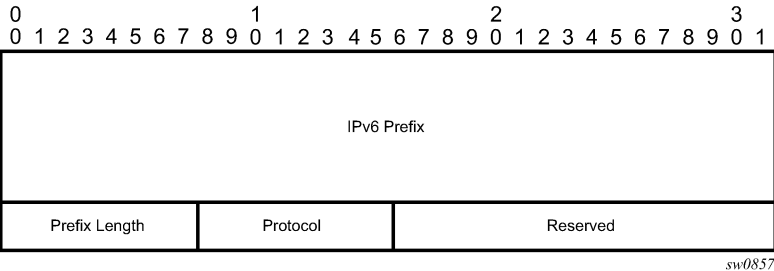 0 1 2 3
0 1 2 3 4 5 6 7 8 9 0 1 2 3 4 5 6 7 8 9 0 1 2 3 4 5 6 7 8 9 0 1
IPv6 Prefix
Prefix Length Protocol Reserved
sw0857